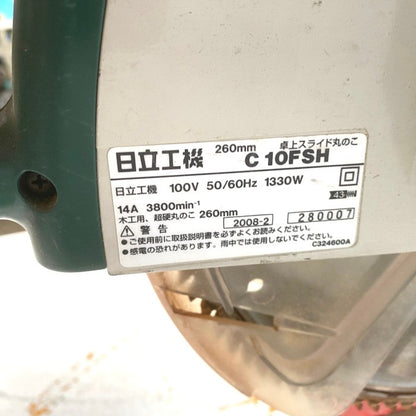 260mm 卓上スライド丸のこ
日立工機 C 10FSH
日立工機 100V 50/60Hz 1330W
14A 3800min⁻¹
木工用、超硬丸のこ 260mm 2008-2 280007
⚠警告
●ご使用前に取扱説明書を必ずよくお読みください。
●感電の恐れがあります。雨中では使用しないでください。
C324600A